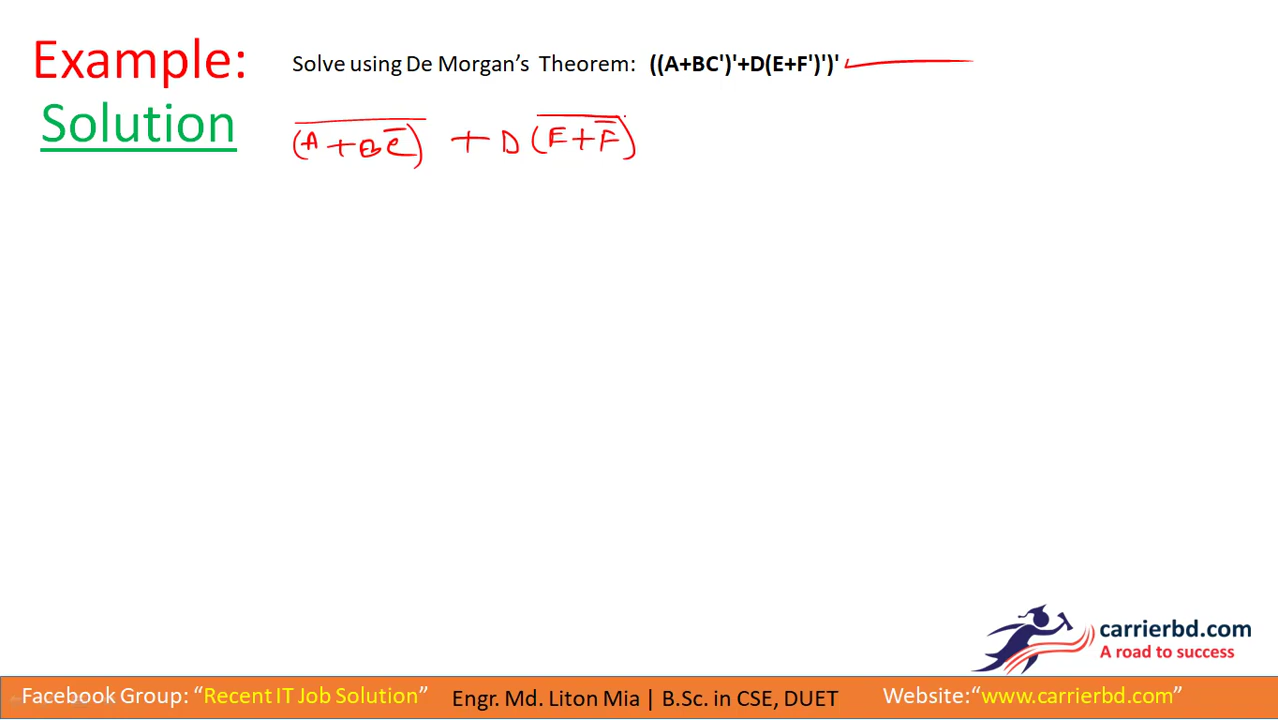 Example:
Solve using De Morgan's Theorem: ((A+BC')'+D(E+F')')'
Solution
(A̅ ̅+̅ ̅B̅C̅̅)̅ + D(E̅ ̅+̅ ̅F̅̅)̅
carrierbd.com
A road to success
Facebook Group: “Recent IT Job Solution” Engr. Md. Liton Mia | B.Sc. in CSE, DUET Website:“www.carrierbd.com”